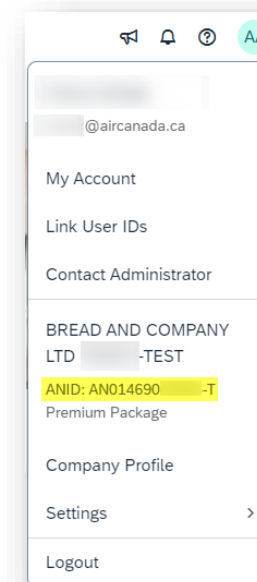 A
@aircanada.ca
My Account
Link User IDs
Contact Administrator
BREAD AND COMPANY
LTD -TEST
ANID: AN014690 -T
Premium Package
Company Profile
Settings
Logout